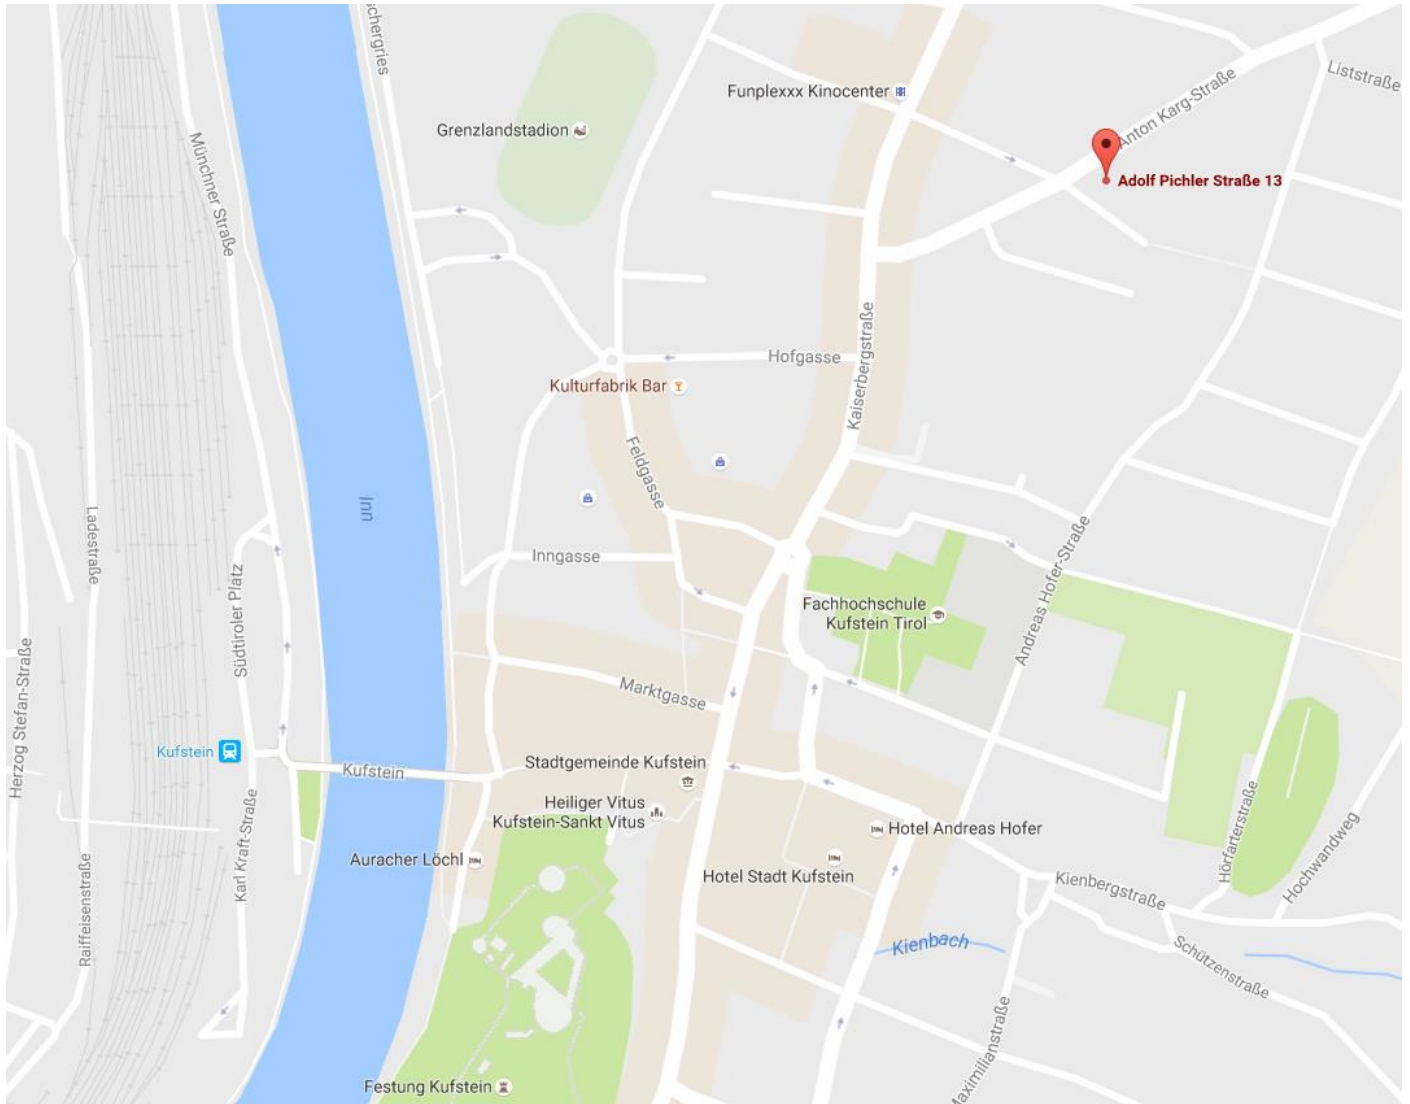 schergries
Liststraße
Funplexxx Kinocenter
Anton Karg-Straße
Grenzlandstadion
Münchner Straße
Adolf Pichler Straße 13
Kaiserbergstraße
Hofgasse
Kulturfabrik Bar
Feldgasse
Inn
Ladestraße
Inngasse
Andreas Hofer-Straße
Südtiroler Platz
Fachhochschule
Kufstein Tirol
Herzog Stefan-Straße
Marktgasse
Kufstein
Kufstein
Stadtgemeinde Kufstein
Heiliger Vitus
Kufstein-Sankt Vitus
Hotel Andreas Hofer
Hörfarterstraße
Hochwandweg
Karl Kraft-Straße
Auracher Löchl
Hotel Stadt Kufstein
Kienbergstraße
Raiffeisenstraße
Kienbach
Schützenstraße
Maximilianstraße
Festung Kufstein